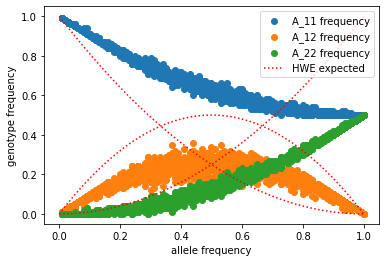 1.0
0.8
0.6
0.4
0.2
0.0
genotype frequency
0.0 0.2 0.4 0.6 0.8 1.0
allele frequency
A_11 frequency
A_12 frequency
A_22 frequency
HWE expected